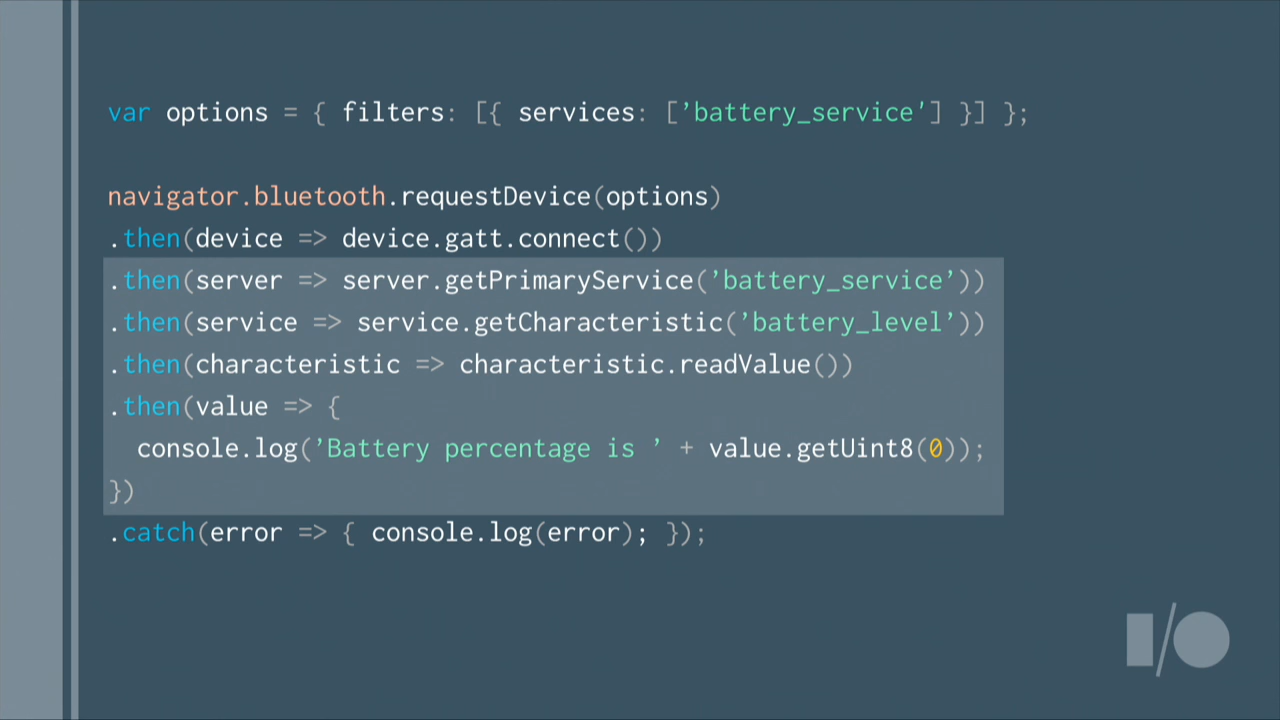 var options = { filters: [{ services: [’battery_service'] }] };
navigator.bluetooth.requestDevice(options)
.then(device => device.gatt.connect())
.then(server => server.getPrimaryService(’battery_service’))
.then(service => service.getCharacteristic(’battery_level’))
.then(characteristic => characteristic.readValue())
.then(value => {
console.log(’Battery percentage is ’ + value.getUint8(0));
})
.catch(error => { console.log(error); });
I/O